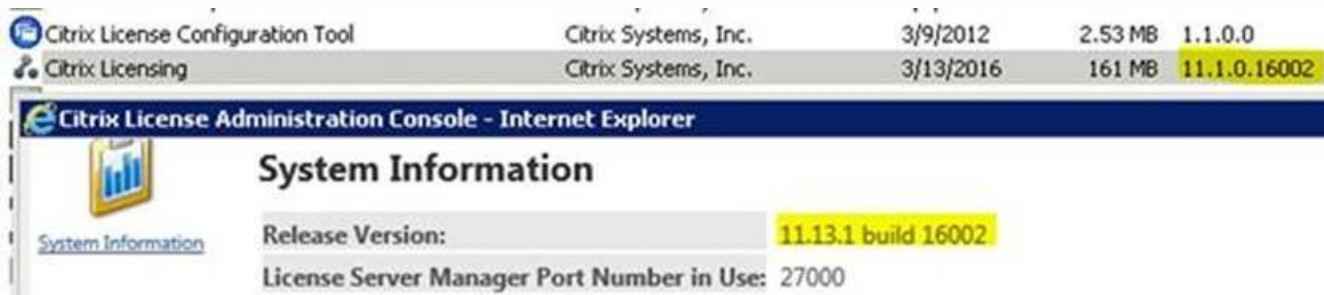 Citrix License Configuration Tool Citrix Systems, Inc. 3/9/2012 2.53 MB 1.1.0.0
Citrix Licensing Citrix Systems, Inc. 3/13/2016 161 MB 11.1.0.16002
Citrix License Administration Console - Internet Explorer
System Information
System Information
Release Version: 11.13.1 build 16002
License Server Manager Port Number in Use: 27000